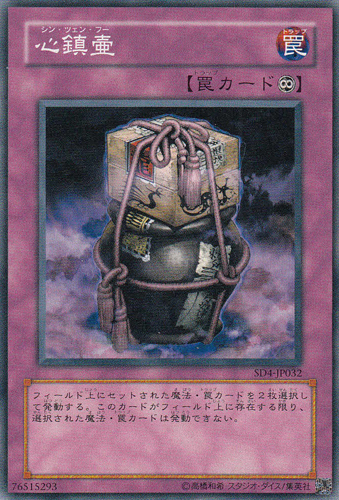 シン・ツェン・フー
心鎮壷
トラップ
罠
【罠カード】
SD4-JP032
フィールド上にセットされた魔法・罠カードを2枚選択し
て発動する。このカードがフィールド上に存在する限り、
選択された魔法・罠カードは発動できない。
76515293
©高橋和希 スタジオ・ダイス/集英社